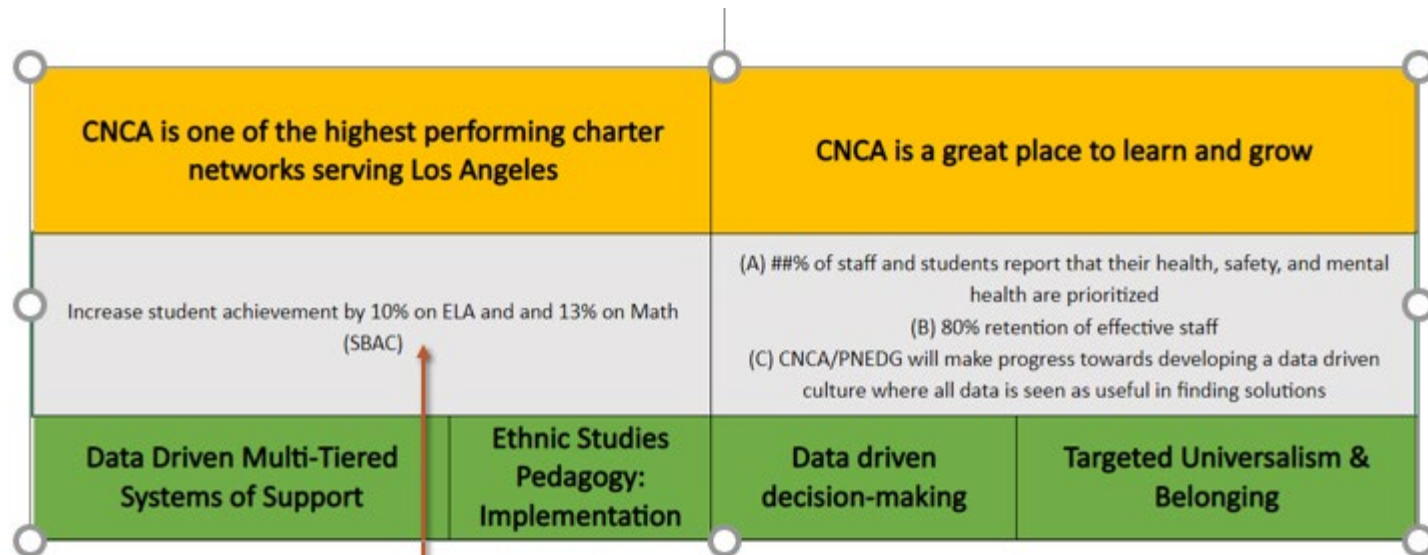 CNCA is one of the highest performing charter
networks serving Los Angeles
CNCA is a great place to learn and grow
Increase student achievement by 10% on ELA and and 13% on Math
(SBAC)
(A) ##% of staff and students report that their health, safety, and mental
health are prioritized
(B) 80% retention of effective staff
(C) CNCA/PNEDG will make progress towards developing a data driven
culture where all data is seen as useful in finding solutions
Data Driven Multi-Tiered
Systems of Support
Ethnic Studies
Pedagogy:
Implementation
Data driven
decision-making
Targeted Universalism &
Belonging